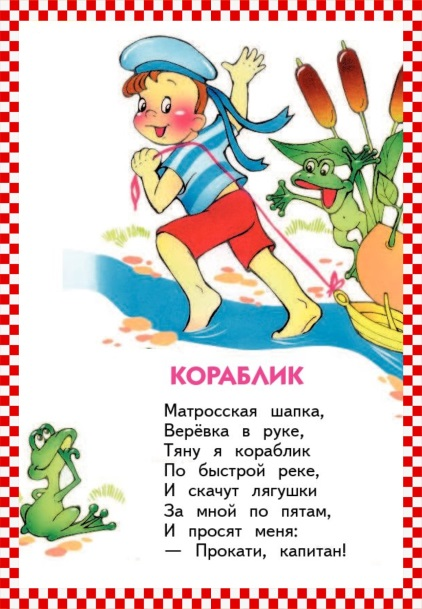 КОРАБЛИК
Матросская шапка,
Верёвка в руке,
Тяну я кораблик
По быстрой реке,
И скачут лягушки
За мной по пятам,
И просят меня:
— Прокати, капитан!